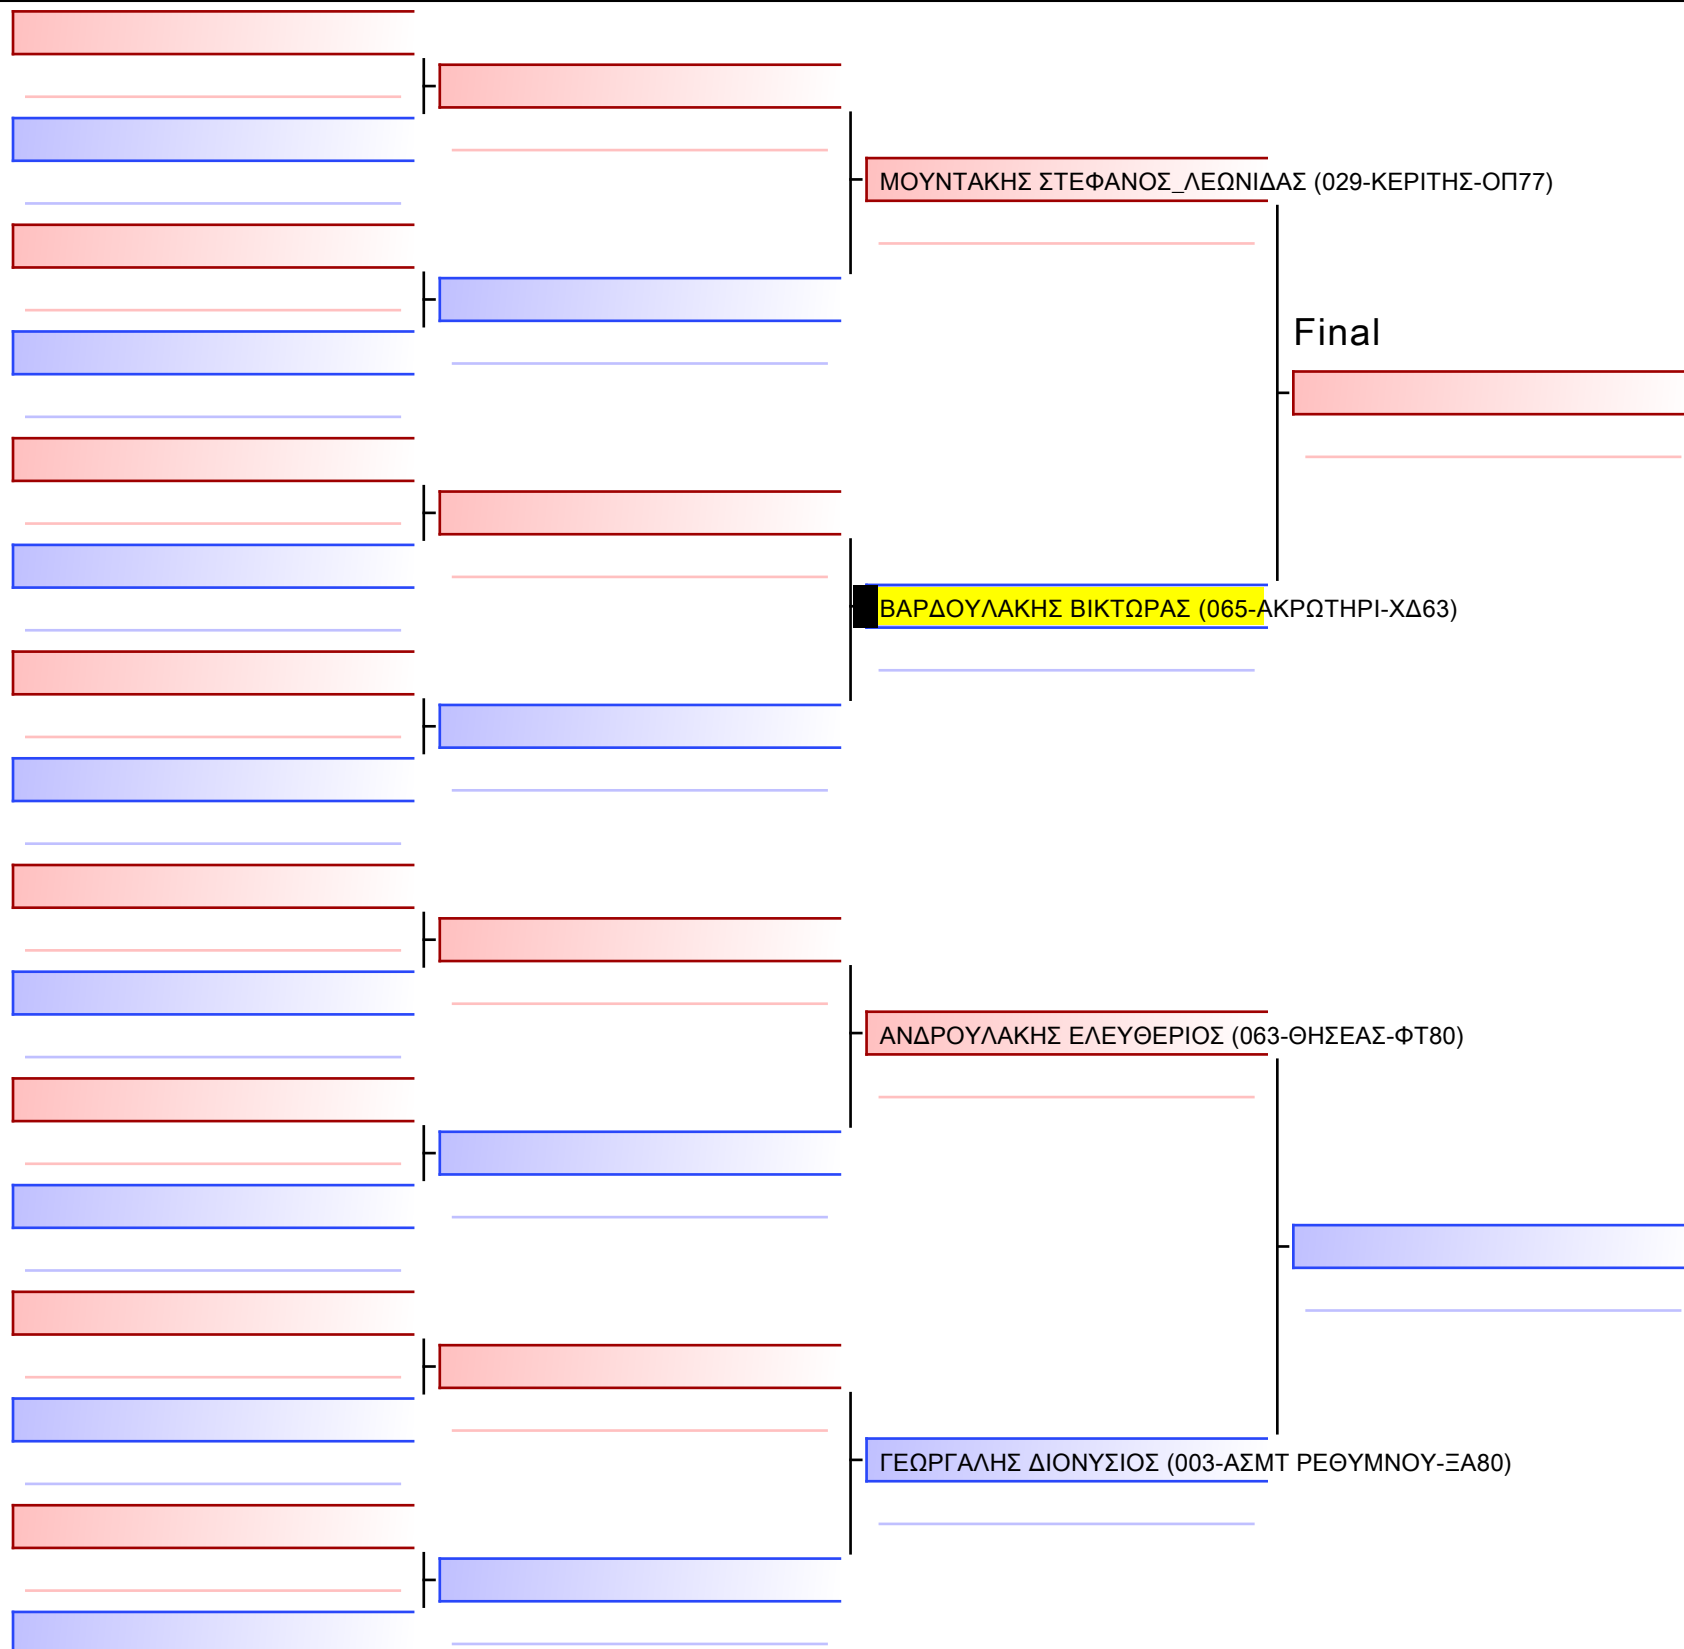 ΜΟΥΝΤΑΚΗΣ ΣΤΕΦΑΝΟΣ_ΛΕΩΝΙΔΑΣ (029-ΚΕΡΙΤΗΣ-ΟΠ77)
Final
ΒΑΡΔΟΥΛΑΚΗΣ ΒΙΚΤΩΡΑΣ (065-ΑΚΡΩΤΗΡΙ-ΧΔ63)
ΑΝΔΡΟΥΛΑΚΗΣ ΕΛΕΥΘΕΡΙΟΣ (063-ΘΗΣΕΑΣ-ΦΤ80)
ΓΕΩΡΓΑΛΗΣ ΔΙΟΝΥΣΙΟΣ (003-ΑΣΜΤ ΡΕΘΥΜΝΟΥ-ΞΑ80)